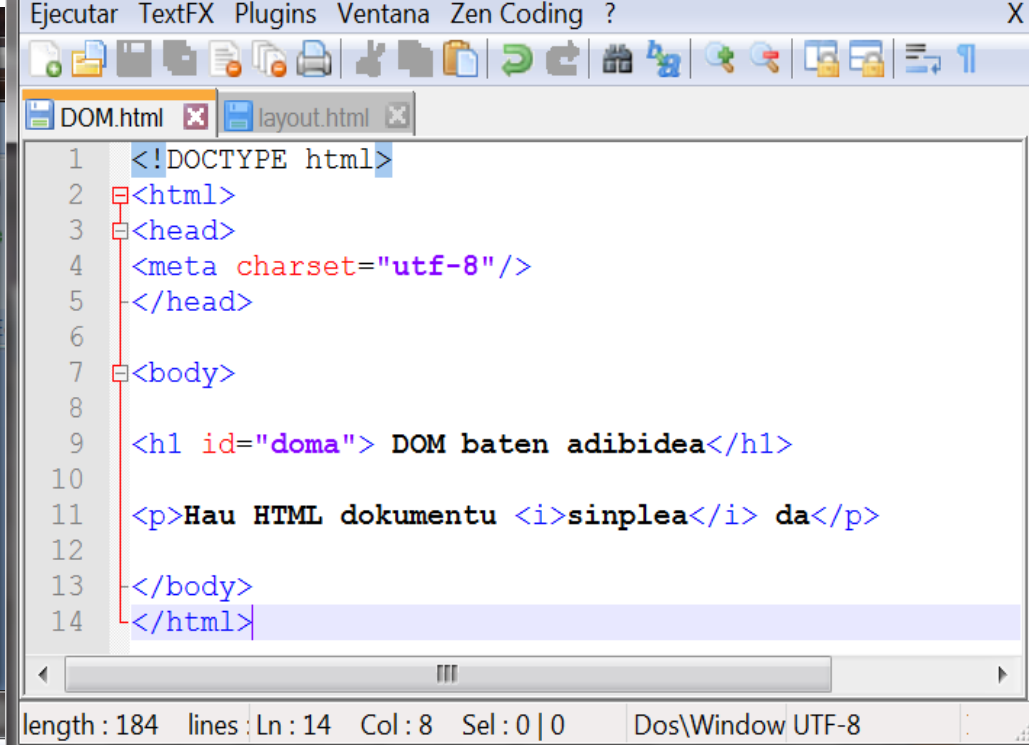 Ejecutar TextFX Plugins Ventana Zen Coding ? X
DOM.html layout.html
1 <!DOCTYPE html>
2 <html>
3 <head>
4 <meta charset="utf-8"/>
5 </head>
6
7 <body>
8
9 <h1 id="doma"> DOM baten adibidea</h1>
10
11 <p>Hau HTML dokumentu <i>sinplea</i> da</p>
12
13 </body>
14 </html>
length : 184 lines : Ln : 14 Col : 8 Sel : 0 | 0 Dos\Window UTF-8